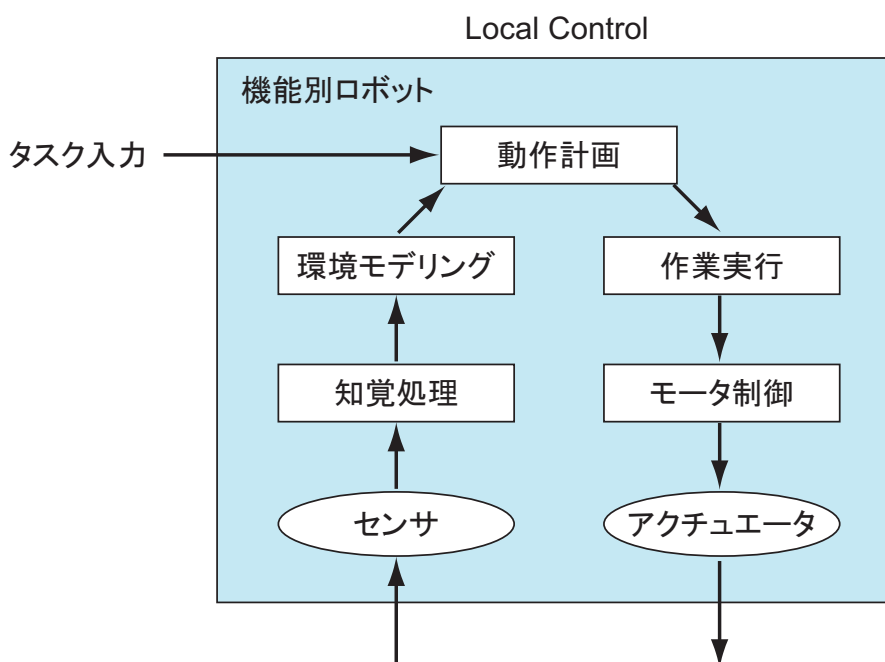 Local Control
機能別ロボット
タスク入力
動作計画
環境モデリング
作業実行
知覚処理
モータ制御
センサ
アクチュエータ